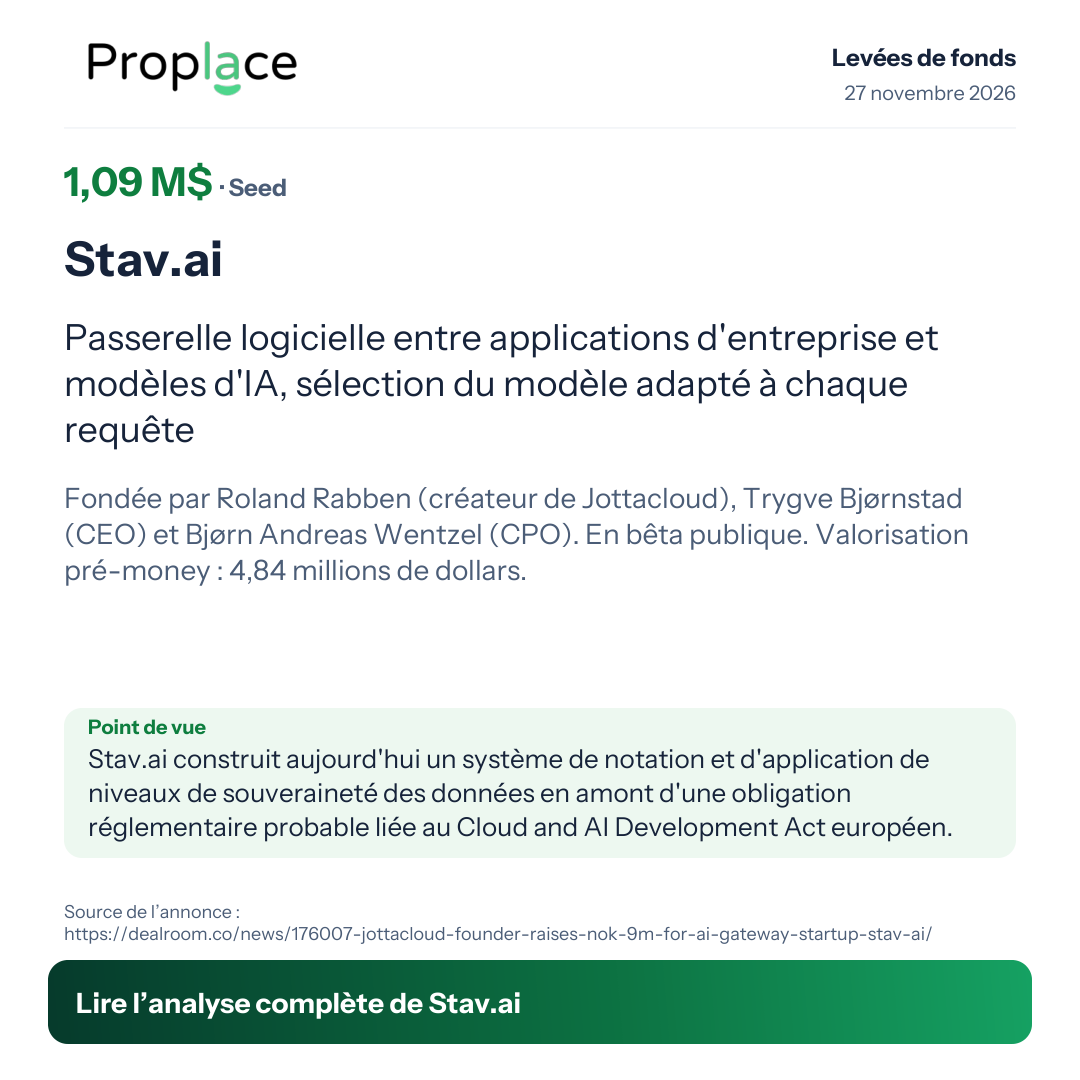 Proplace
Levées de fonds
27 novembre 2026
1,09 M$ · Seed
Stav.ai
Passerelle logicielle entre applications d'entreprise et
modèles d'IA, sélection du modèle adapté à chaque
requête
Fondée par Roland Rabben (créateur de Jottacloud), Trygve Bjørnstad
(CEO) et Bjørn Andreas Wentzel (CPO). En bêta publique. Valorisation
pré-money : 4,84 millions de dollars.
Point de vue
Stav.ai construit aujourd'hui un système de notation et d'application de
niveaux de souveraineté des données en amont d'une obligation
réglementaire probable liée au Cloud and AI Development Act européen.
Source de l’annonce :
https://dealroom.co/news/176007-jottacloud-founder-raises-nok-9m-for-ai-gateway-startup-stav-ai/
Lire l’analyse complète de Stav.ai